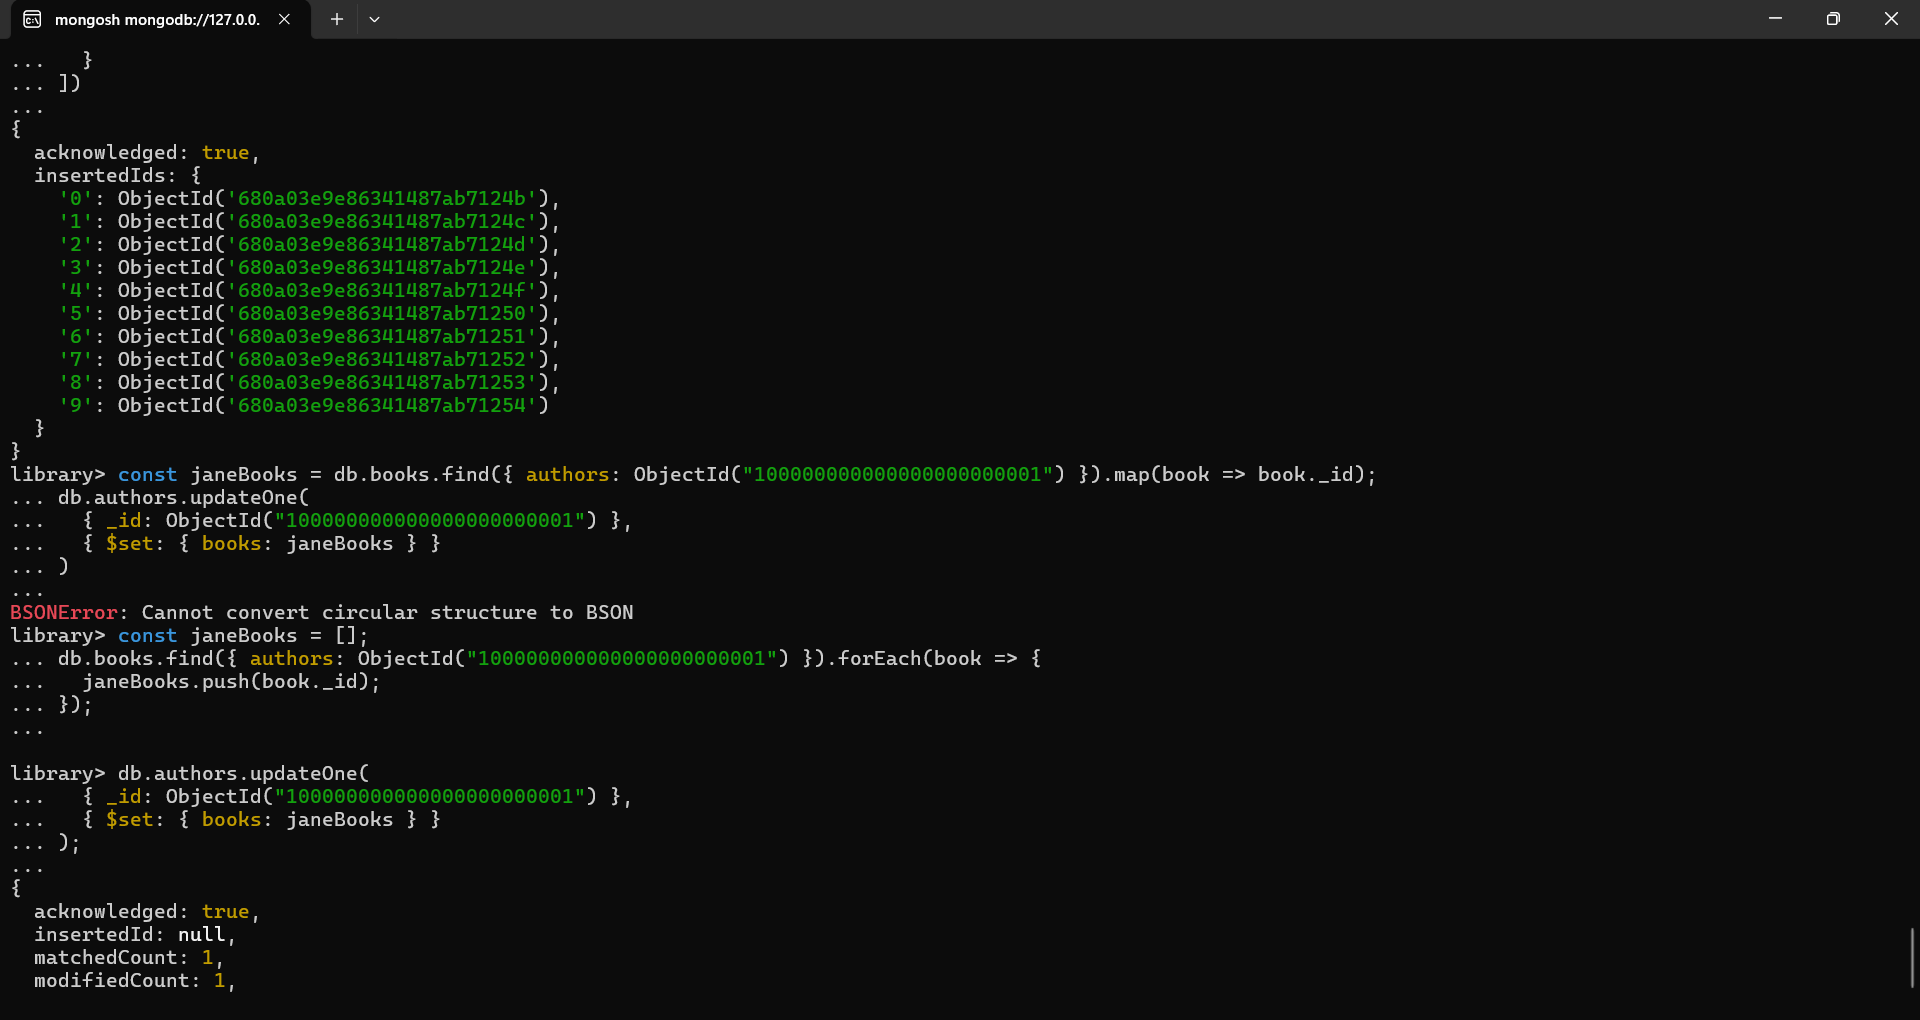 mongosh mongodb://127.0.0.
...   }
... ])
...
{
  acknowledged: true,
  insertedIds: {
    '0': ObjectId('680a03e9e86341487ab7124b'),
    '1': ObjectId('680a03e9e86341487ab7124c'),
    '2': ObjectId('680a03e9e86341487ab7124d'),
    '3': ObjectId('680a03e9e86341487ab7124e'),
    '4': ObjectId('680a03e9e86341487ab7124f'),
    '5': ObjectId('680a03e9e86341487ab71250'),
    '6': ObjectId('680a03e9e86341487ab71251'),
    '7': ObjectId('680a03e9e86341487ab71252'),
    '8': ObjectId('680a03e9e86341487ab71253'),
    '9': ObjectId('680a03e9e86341487ab71254')
  }
}
library> const janeBooks = db.books.find({ authors: ObjectId("100000000000000000000001") }).map(book => book._id);
... db.authors.updateOne(
...   { _id: ObjectId("100000000000000000000001") },
...   { $set: { books: janeBooks } }
... )
...
BSONError: Cannot convert circular structure to BSON
library> const janeBooks = [];
... db.books.find({ authors: ObjectId("100000000000000000000001") }).forEach(book => {
...   janeBooks.push(book._id);
... });
...
library> db.authors.updateOne(
...   { _id: ObjectId("100000000000000000000001") },
...   { $set: { books: janeBooks } }
... );
...
{
  acknowledged: true,
  insertedId: null,
  matchedCount: 1,
  modifiedCount: 1,